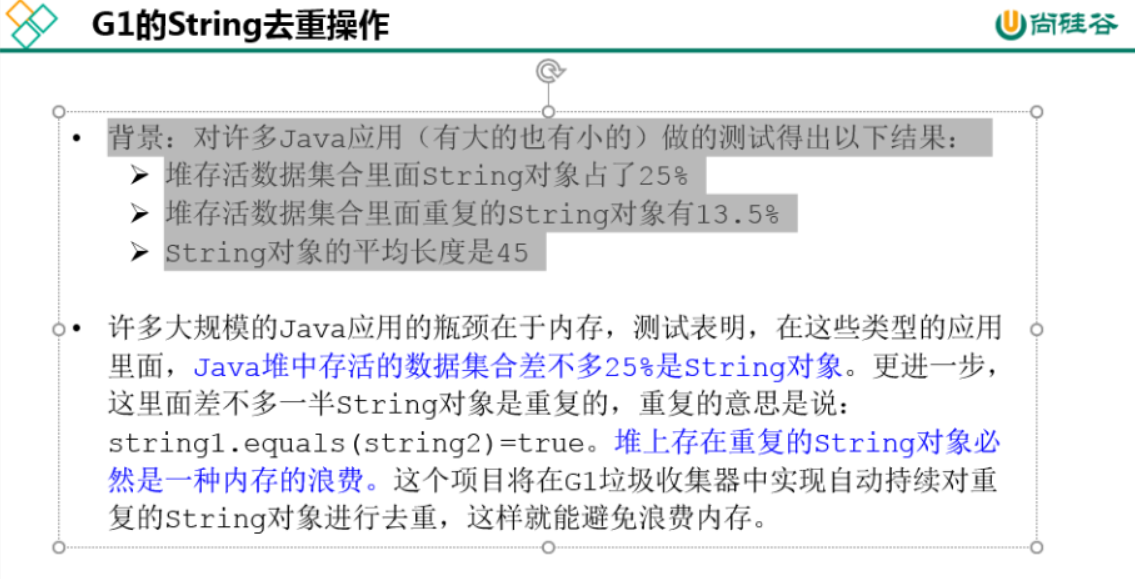 G1的String去重操作
尚硅谷
• 背景：对许多Java应用（有大的也有小的）做的测试得出以下结果：
➢ 堆存活数据集合里面String对象占了25%
➢ 堆存活数据集合里面重复的String对象有13.5%
➢ String对象的平均长度是45
• 许多大规模的Java应用的瓶颈在于内存，测试表明，在这些类型的应用
里面，Java堆中存活的数据集合差不多25%是String对象。更进一步，
这里面差不多一半String对象是重复的，重复的意思是说：
string1.equals(string2)=true。堆上存在重复的String对象必
然是一种内存的浪费。这个项目将在G1垃圾收集器中实现自动持续对重
复的String对象进行去重，这样就能避免浪费内存。